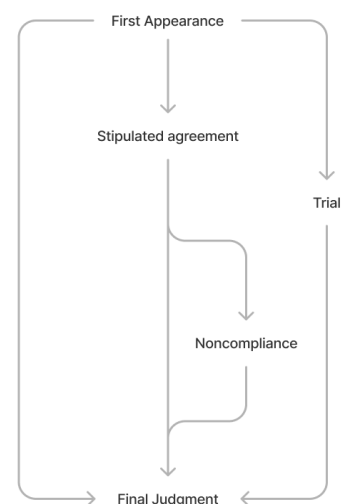 First Appearance
Stipulated agreement
Trial
Noncompliance
Final Judgment